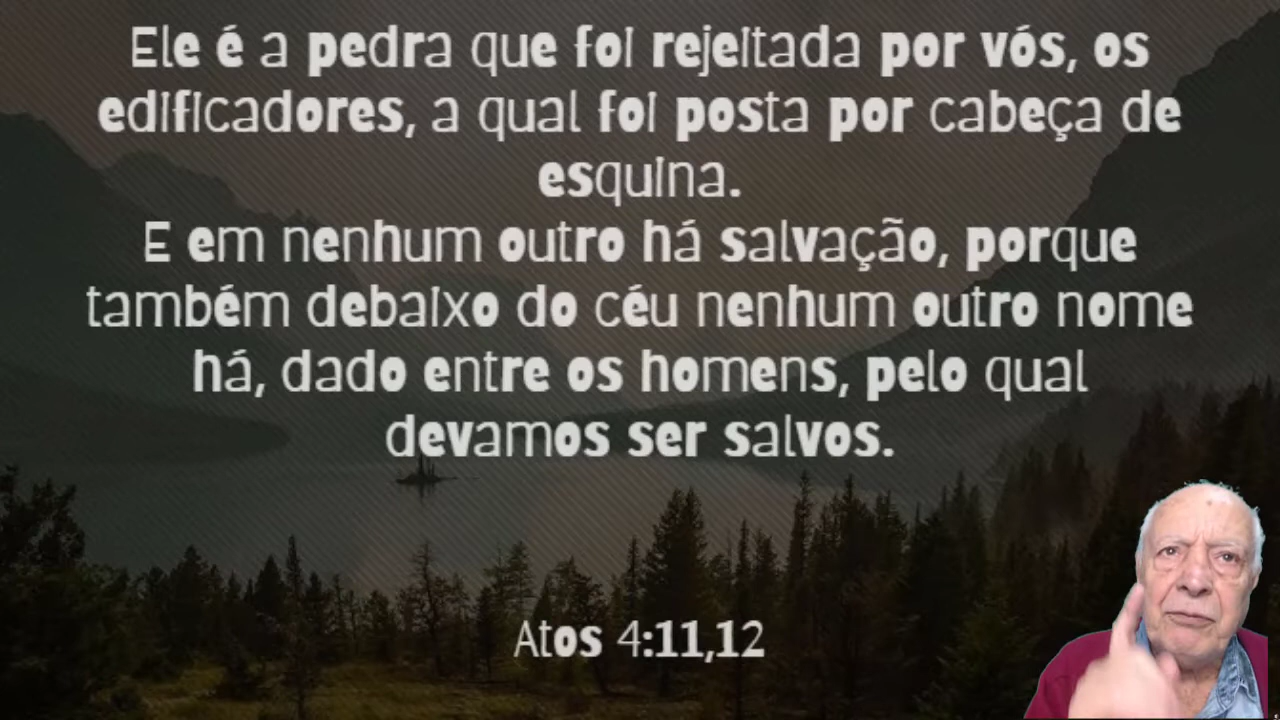 Ele é a pedra que foi rejeitada por vós, os
edificadores, a qual foi posta por cabeça de
esquina.
E em nenhum outro há salvação, porque
também debaixo do céu nenhum outro nome
há, dado entre os homens, pelo qual
devamos ser salvos.
Atos 4:11,12